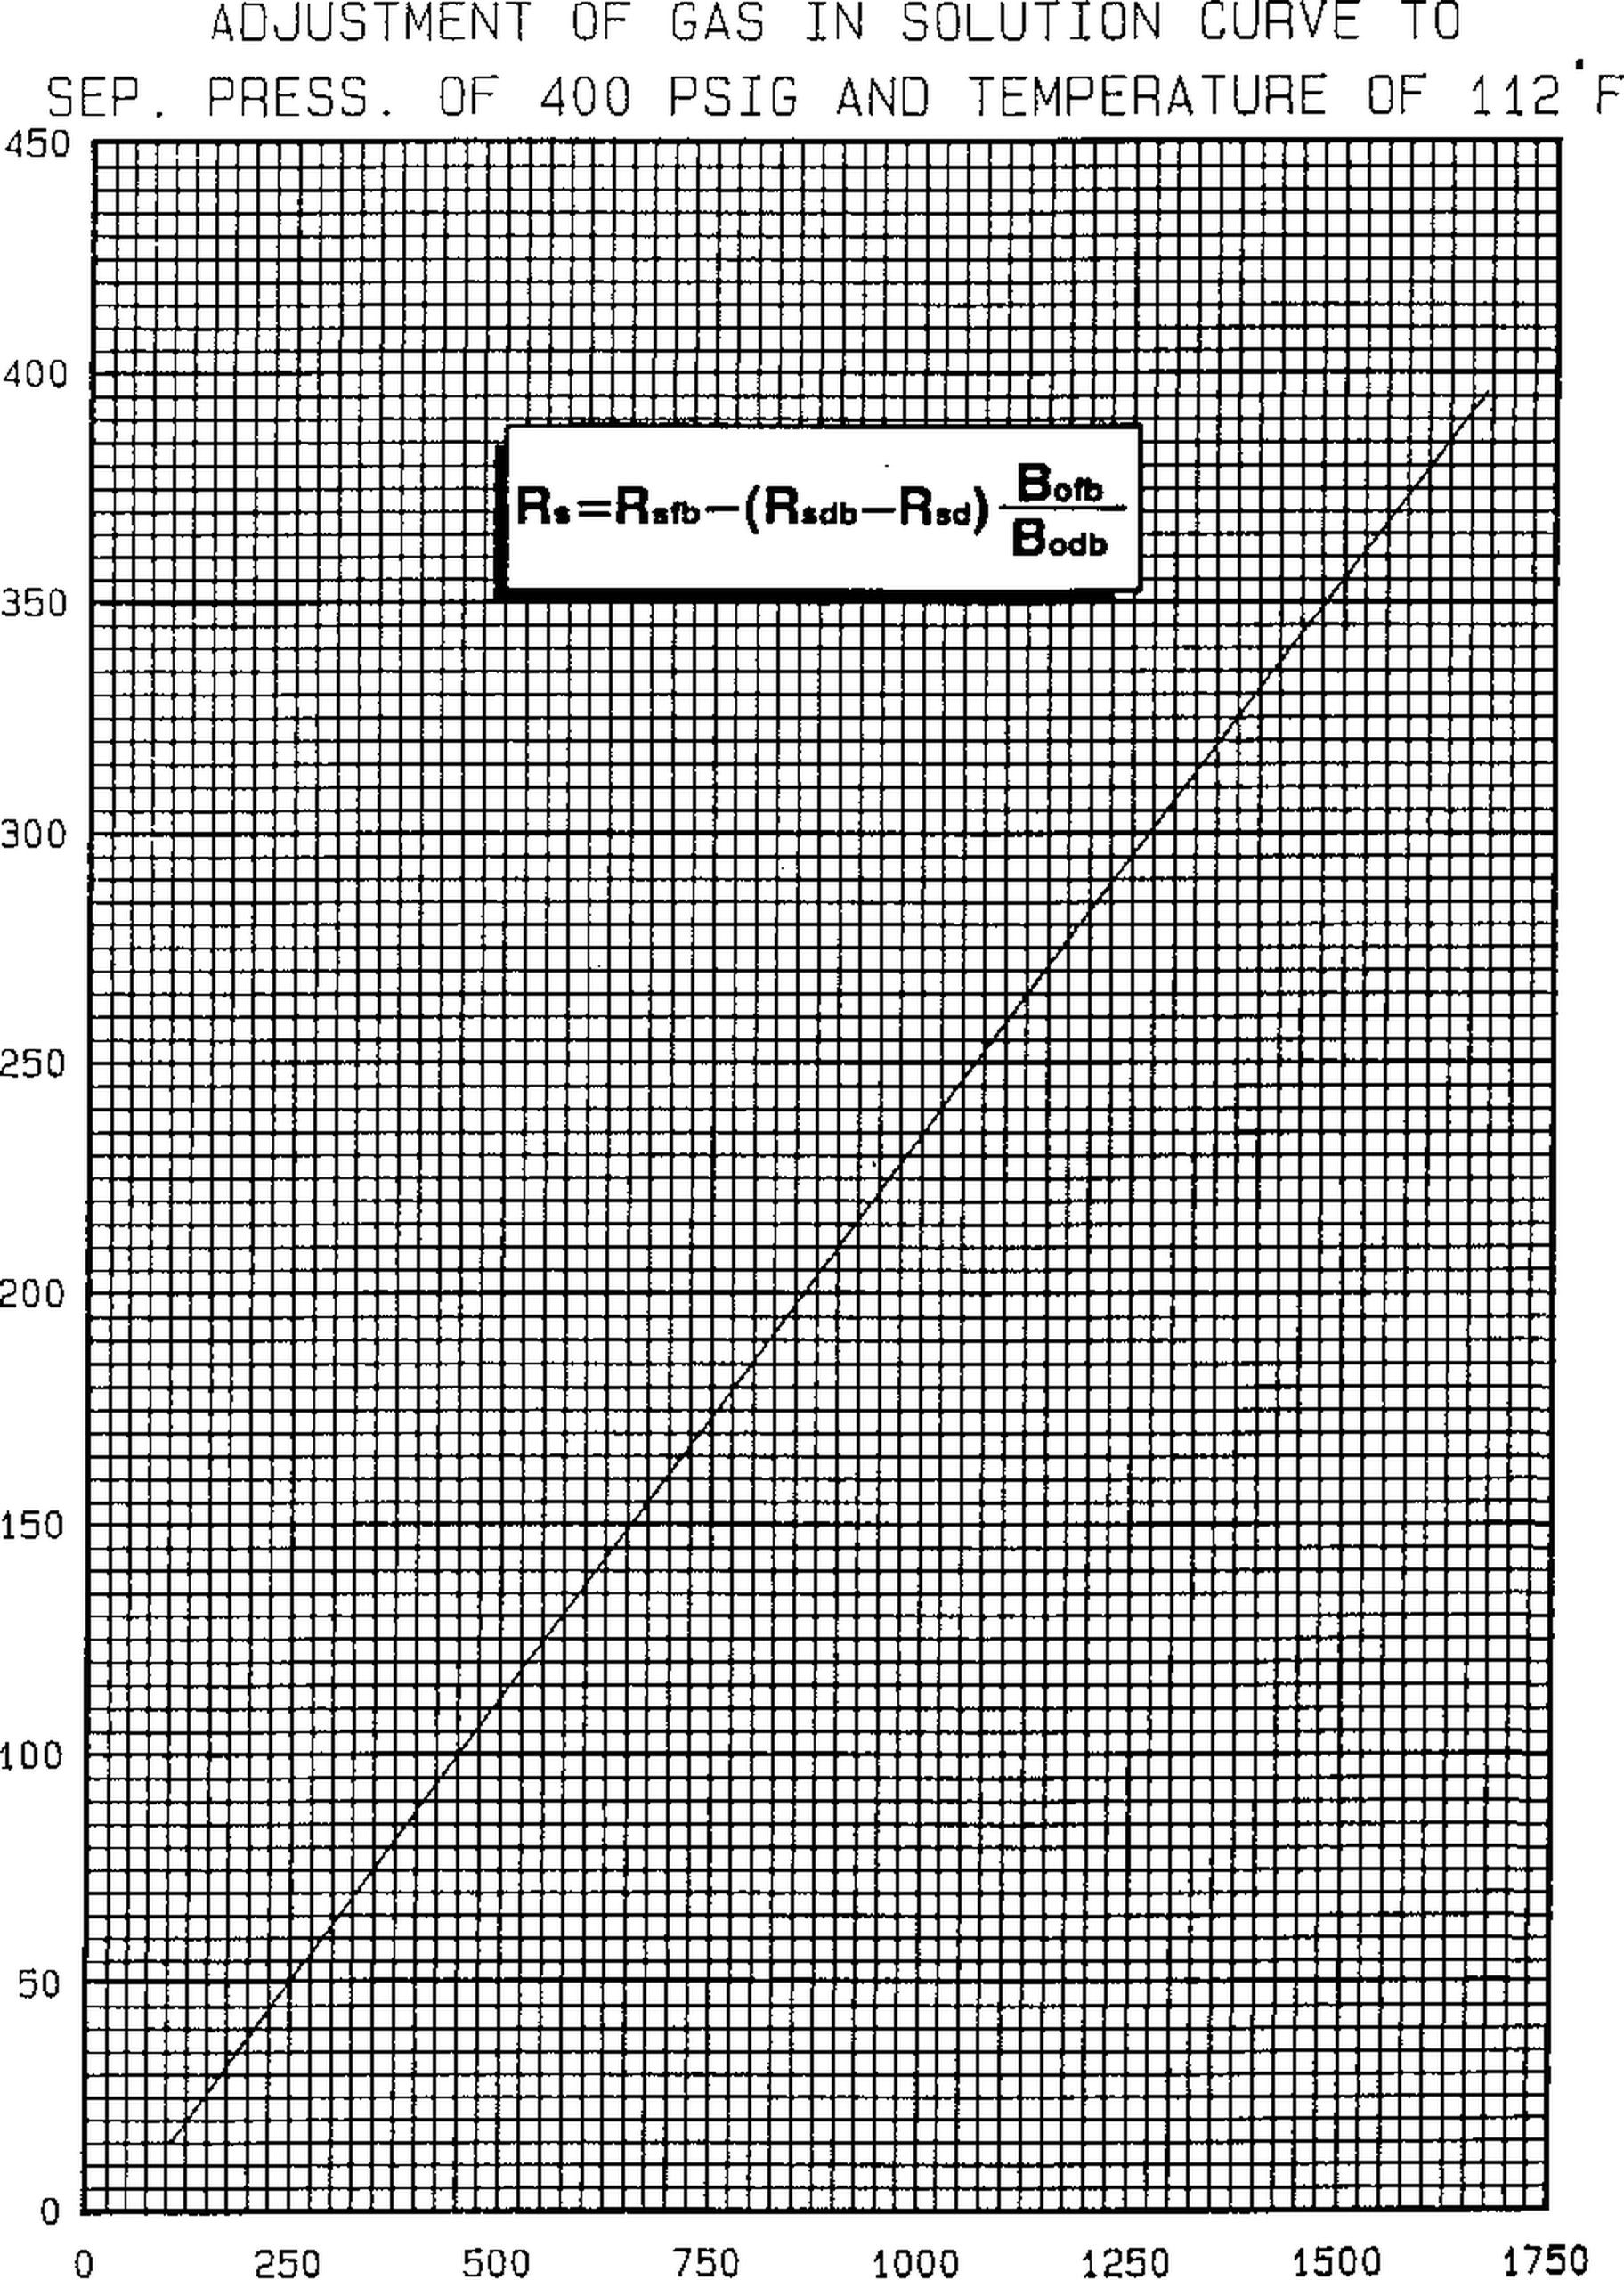 ADJUSTMENT OF GAS IN SOLUTION CURVE TO
SEP. PRESS. OF 400 PSIG AND TEMPERATURE OF 112°F
450
400
Rs=Rsfb−(Rsdb−Rsd) Bofb
Bodb
350
300
250
200
150
100
50
0
0 250 500 750 1000 1250 1500 1750